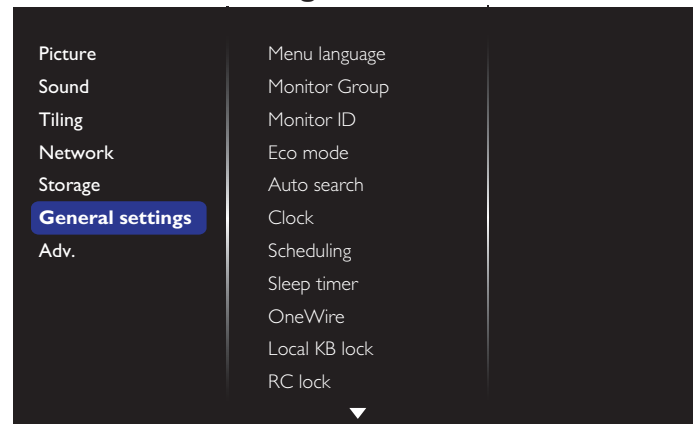 Picture
Sound
Tiling
Network
Storage
General settings
Adv.
Menu language
Monitor Group
Monitor ID
Eco mode
Auto search
Clock
Scheduling
Sleep timer
OneWire
Local KB lock
RC lock